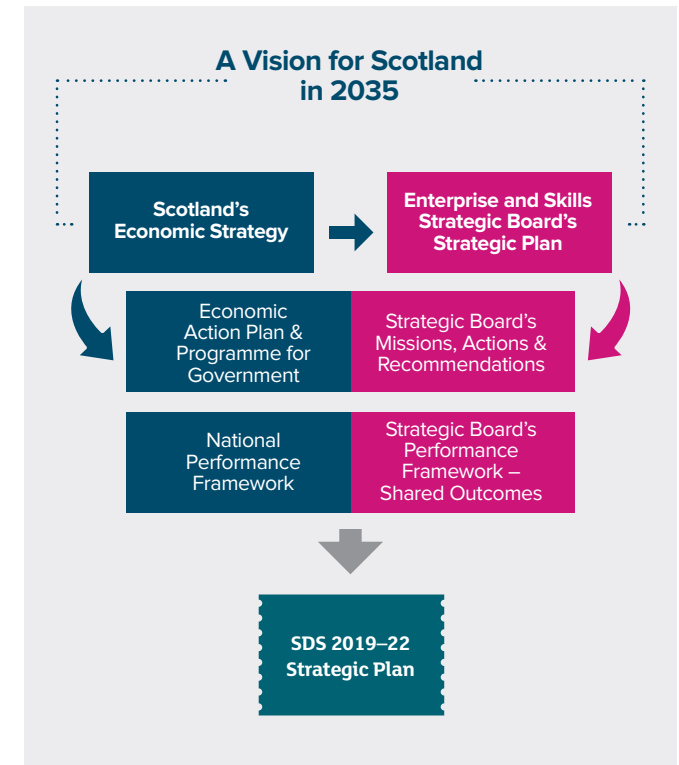 A Vision for Scotland
in 2035
Scotland's
Economic Strategy
Enterprise and Skills
Strategic Board's
Strategic Plan
Economic
Action Plan &
Programme for
Government
Strategic Board's
Missions, Actions &
Recommendations
National
Performance
Framework
Strategic Board's
Performance
Framework –
Shared Outcomes
SDS 2019–22
Strategic Plan